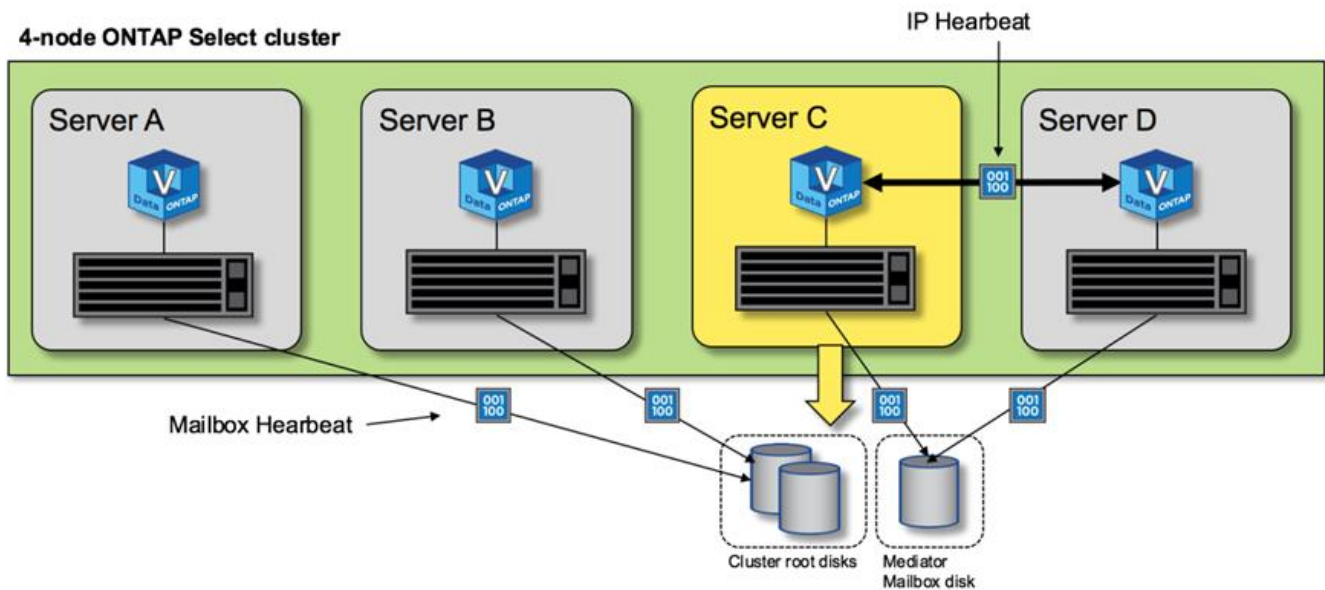 IP Hearbeat
4-node ONTAP Select cluster
Server A
Server B
Server C
Server D
V
Data ONTAP
V
Data ONTAP
V
Data ONTAP
V
Data ONTAP
001
100
001
100
001
100
001
100
001
100
Mailbox Hearbeat
Cluster root disks
Mediator
Mailbox disk